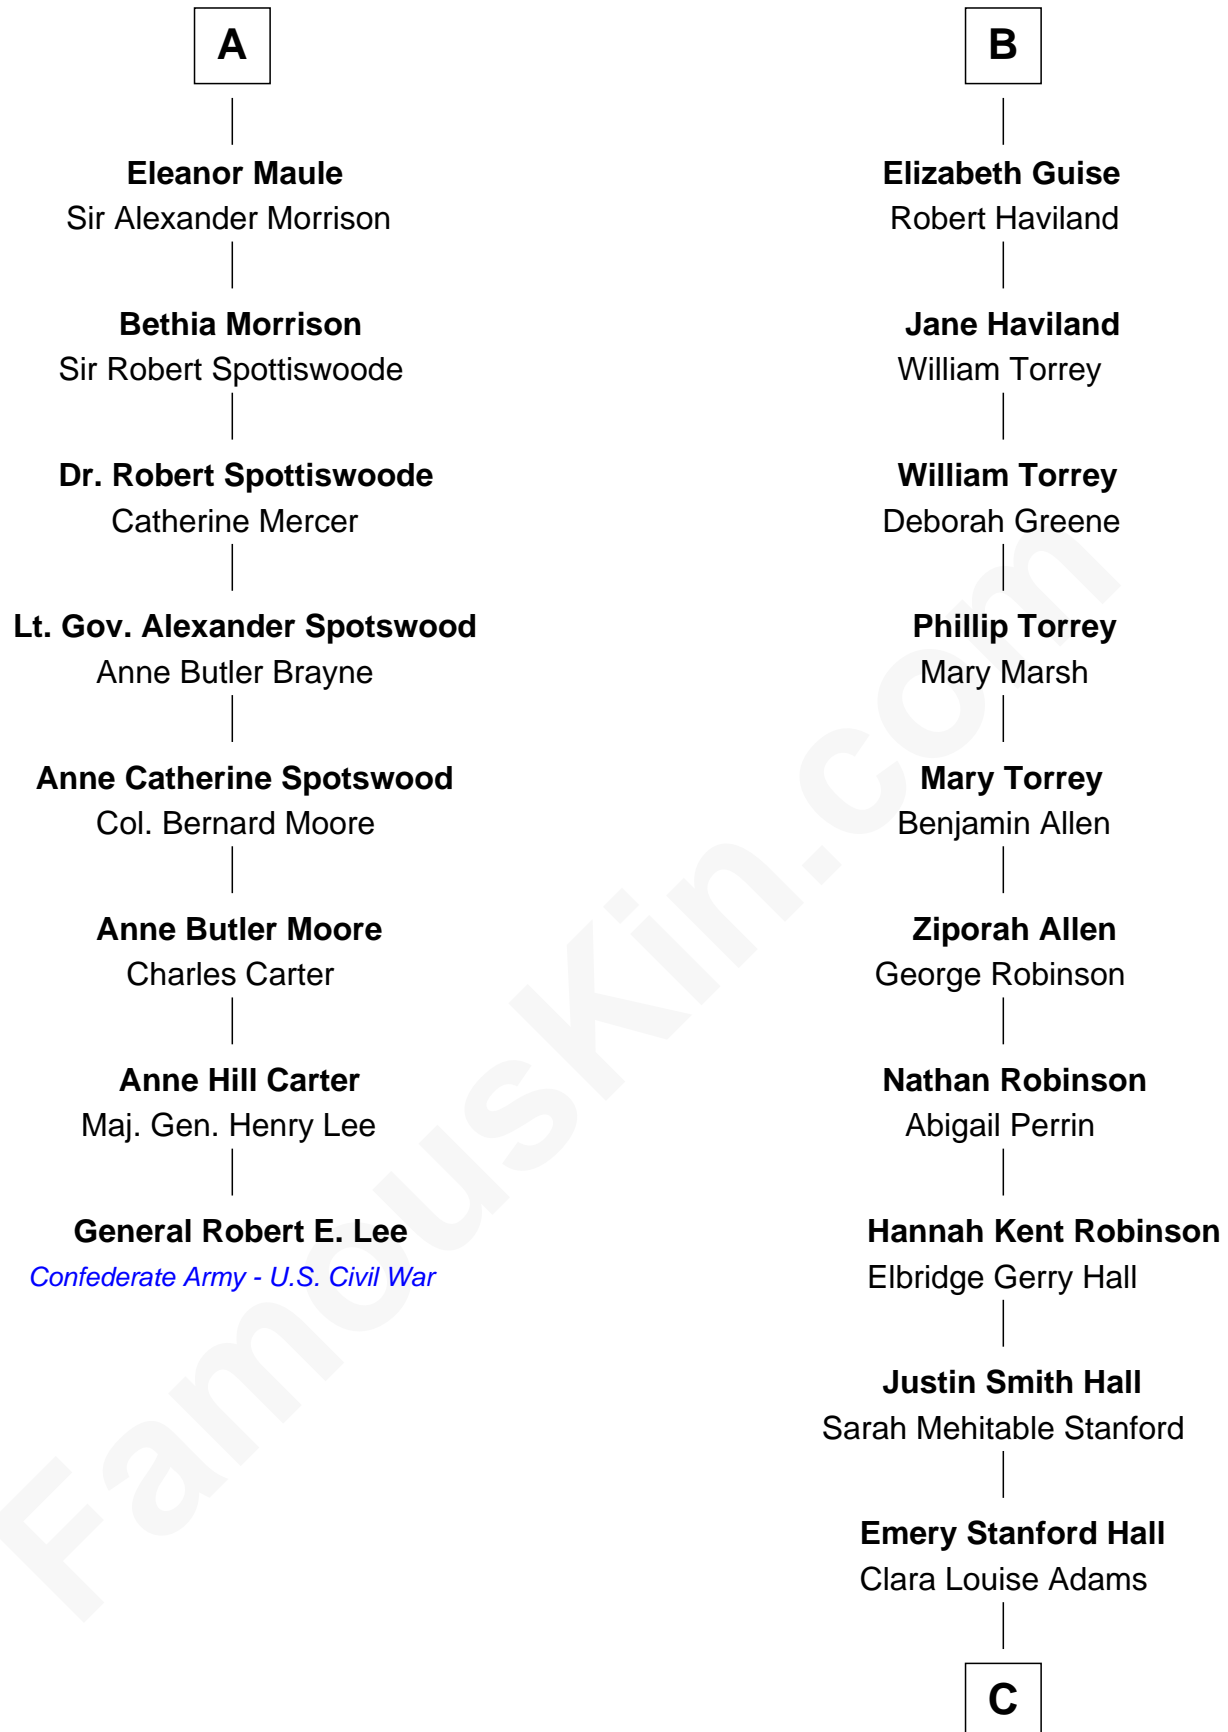 A
Eleanor Maule
Sir Alexander Morrison
Bethia Morrison
Sir Robert Spottiswoode
Dr. Robert Spottiswoode
Catherine Mercer
Lt. Gov. Alexander Spotswood
Anne Butler Brayne
Anne Catherine Spotswood
Col. Bernard Moore
Anne Butler Moore
Charles Carter
Anne Hill Carter
Maj. Gen. Henry Lee
General Robert E. Lee
Confederate Army - U.S. Civil War
B
Elizabeth Guise
Robert Haviland
Jane Haviland
William Torrey
William Torrey
Deborah Greene
Phillip Torrey
Mary Marsh
Mary Torrey
Benjamin Allen
Ziporah Allen
George Robinson
Nathan Robinson
Abigail Perrin
Hannah Kent Robinson
Elbridge Gerry Hall
Justin Smith Hall
Sarah Mehitable Stanford
Emery Stanford Hall
Clara Louise Adams
C
FamousKin.com